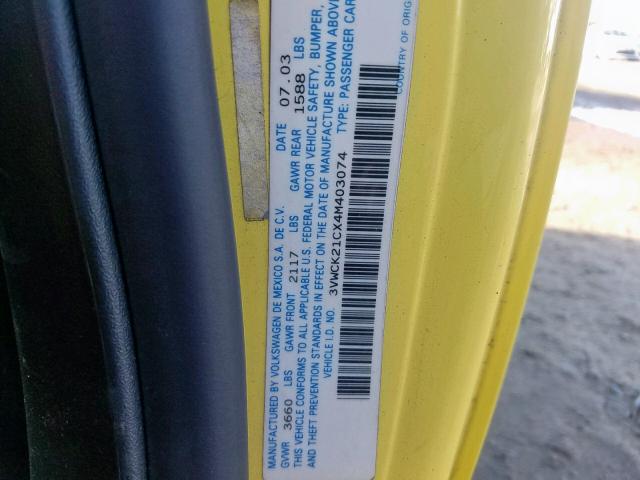 MANUFACTURED BY VOLKSWAGEN DE MEXICO S.A. DE C.V. DATE 07.03
GVWR 3660 LBS GAWR FRONT 2117 LBS GAWR REAR 1588 LBS
THIS VEHICLE CONFORMS TO ALL APPLICABLE U.S. FEDERAL MOTOR VEHICLE SAFETY, BUMPER,
AND THEFT PREVENTION STANDARDS IN EFFECT ON THE DATE OF MANUFACTURE SHOWN ABOVE
VEHICLE I.D. NO. 3VWCK21CX4M403074 TYPE: PASSENGER CAR
COUNTRY OF ORIG